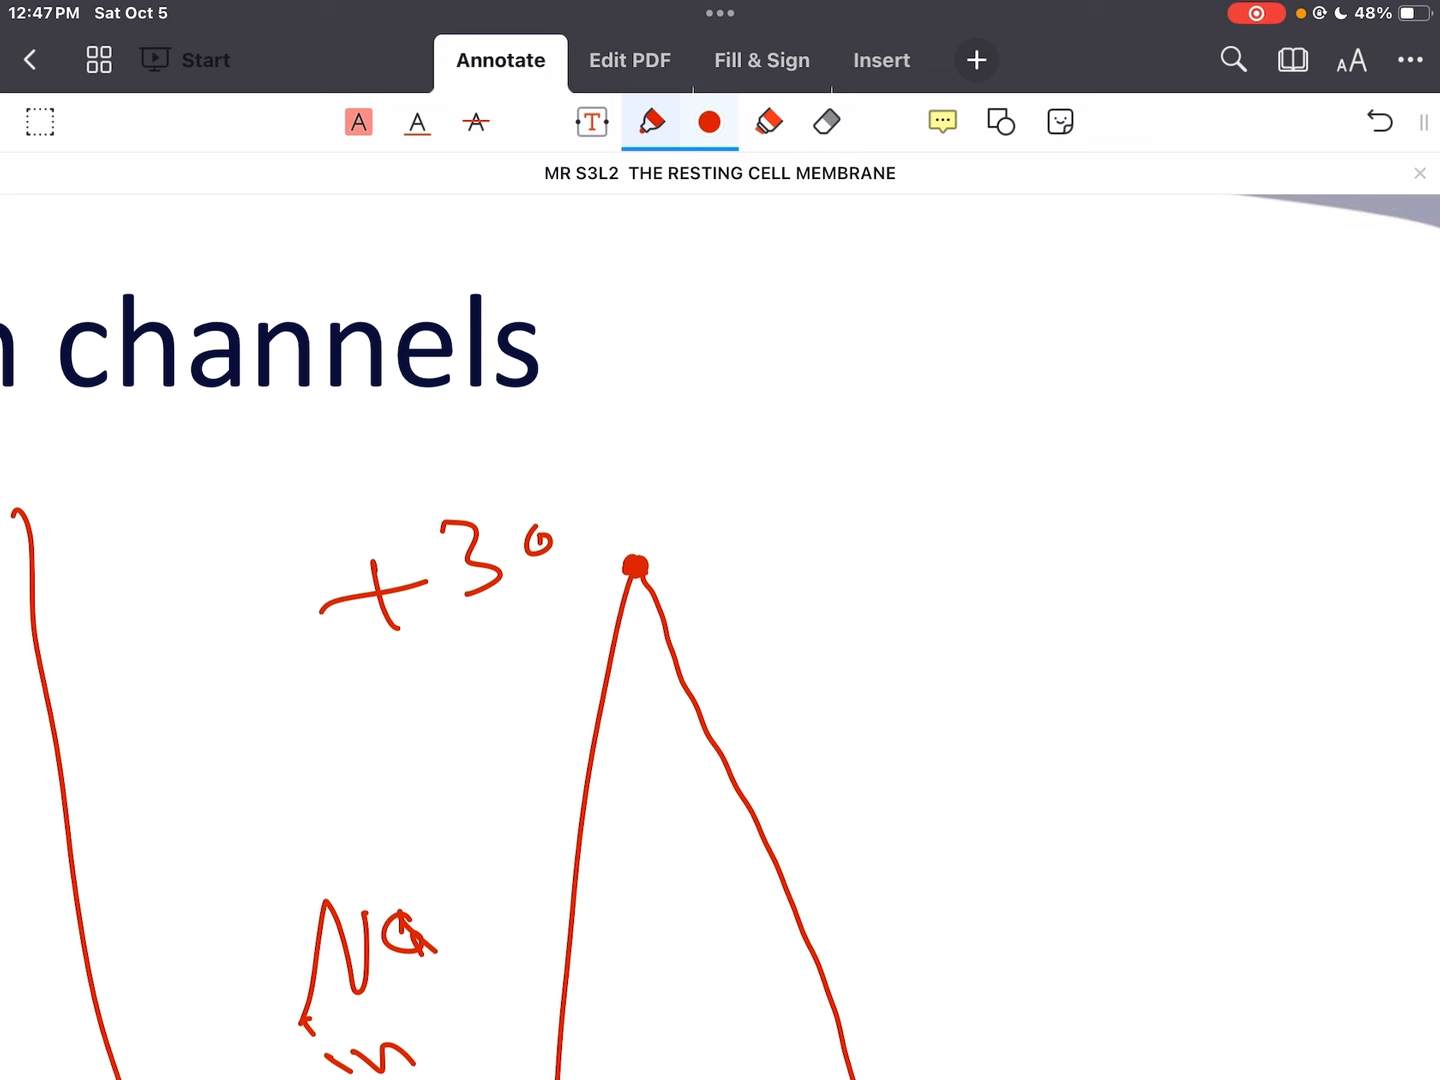 12:47 PM Sat Oct 5 48%
Start Annotate Edit PDF Fill & Sign Insert
MR S3L2 THE RESTING CELL MEMBRANE
n channels
+30
Na
in